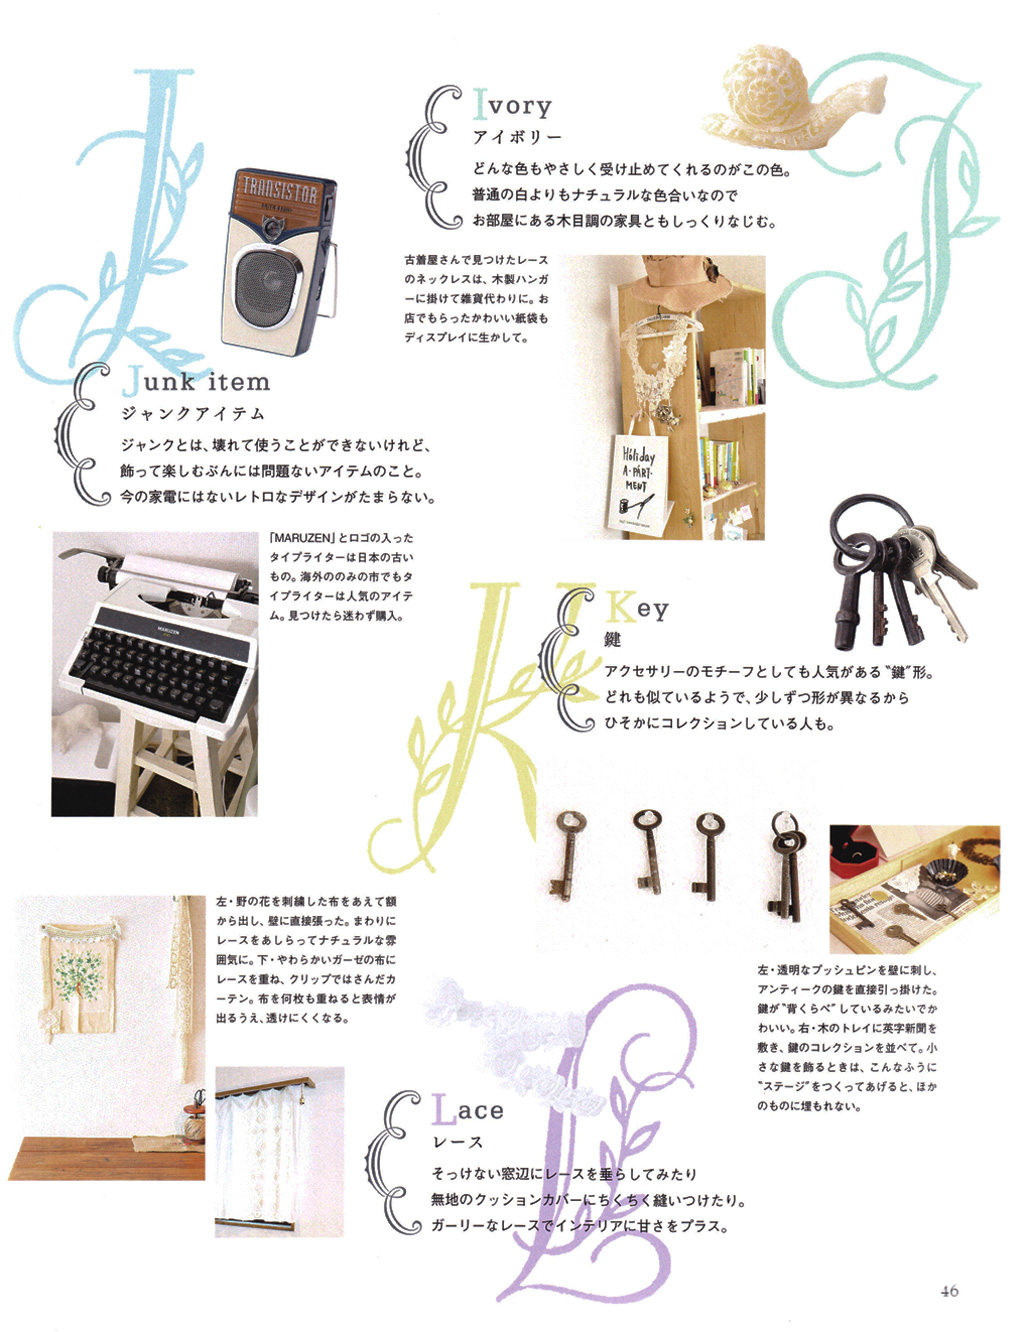 Ivory
アイボリー
どんな色もやさしく受け止めてくれるのがこの色。
普通の白よりもナチュラルな色合いなので
お部屋にある木目調の家具ともしっくりなじむ。
古着屋さんで見つけたレース
のネックレスは、木製ハンガ
ーに掛けて雑貨代わりに。お
店でもらったかわいい紙袋も
ディスプレイに生かして。
Holiday
A·PART·
MENT
TRANSISTOR
Junk item
ジャンクアイテム
ジャンクとは、壊れて使うことができないけれど、
飾って楽しむぶんには問題ないアイテムのこと。
今の家電にはないレトロなデザインがたまらない。
「MARUZEN」とロゴの入った
タイプライターは日本の古い
もの。海外ののみの市でもタ
イプライターは人気のアイテ
ム。見つけたら迷わず購入。
MARUZEN
Key
鍵
アクセサリーのモチーフとしても人気がある“鍵”形。
どれも似ているようで、少しずつ形が異なるから
ひそかにコレクションしている人も。
左・透明なプッシュピンを壁に刺し、
アンティークの鍵を直接引っ掛けた。
鍵が“背くらべ”しているみたいでか
わいい。右・木のトレイに英字新聞を
敷き、鍵のコレクションを並べて。小
さな鍵を飾るときは、こんなふうに
“ステージ”をつくってあげると、ほか
のものに埋もれない。
左・野の花を刺繍した布をあえて額
から出し、壁に直接張った。まわりに
レースをあしらってナチュラルな雰
囲気に。下・やわらかいガーゼの布に
レースを重ね、クリップではさんだカ
ーテン。布を何枚も重ねると表情が
出るうえ、透けにくくなる。
Lace
レース
そっけない窓辺にレースを垂らしてみたり
無地のクッションカバーにちくちく縫いつけたり。
ガーリーなレースでインテリアに甘さをプラス。
46